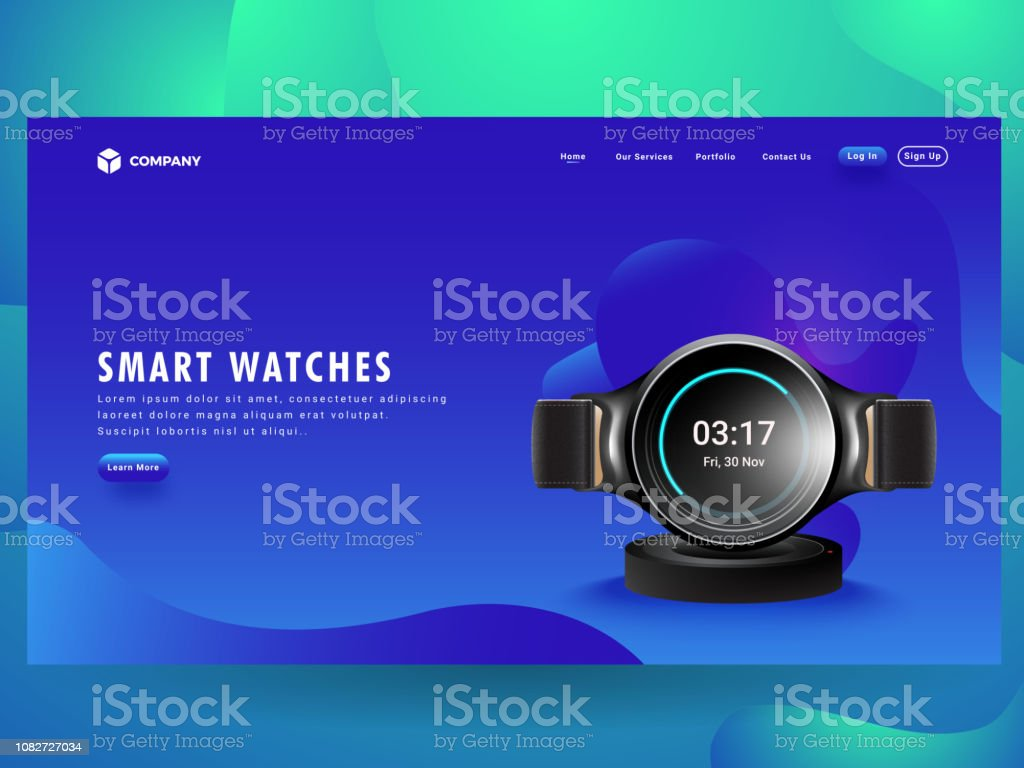 COMPANY
Home Our Services Portfolio Contact Us Log In Sign Up
SMART WATCHES
Lorem ipsum dolor sit amet, consectetuer adipiscing
laoreet dolore magna aliquam erat volutpat.
Suscipit lobortis nisl ut aliqui..
Learn More
03:17
Fri, 30 Nov
iStock
by Getty Images™
1082727034